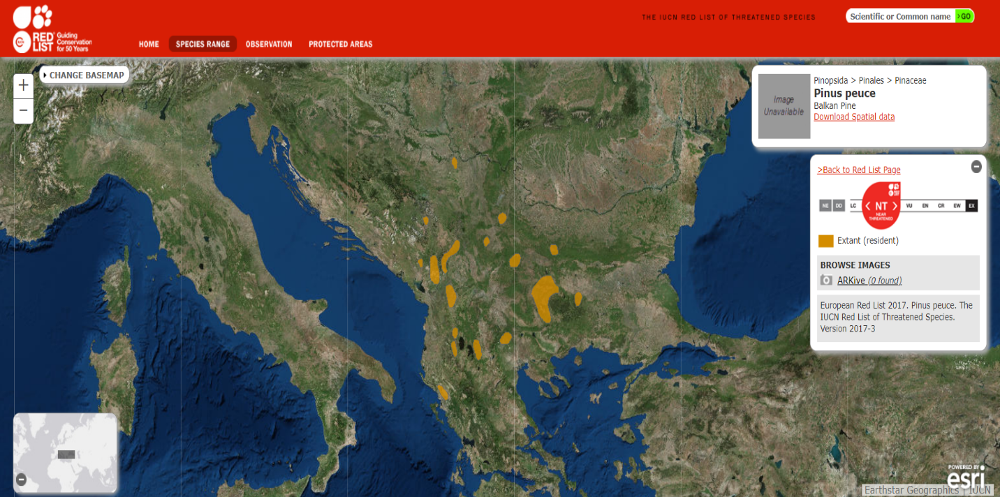 RED LIST
Guiding Conservation for 50 Years
THE IUCN RED LIST OF THREATENED SPECIES
Scientific or Common name >GO
HOME SPECIES RANGE OBSERVATION PROTECTED AREAS
+
CHANGE BASEMAP
−
Image
Unavailable
Pinopsida > Pinales > Pinaceae
Pinus peuce
Balkan Pine
Download Spatial data
>Back to Red List Page
NE DD LC < NT > VU EN CR EW EX
NEAR
THREATENED
Extant (resident)
BROWSE IMAGES
ARKive (0 found)
European Red List 2017. Pinus peuce. The
IUCN Red List of Threatened Species.
Version 2017-3
POWERED BY
esri
Earthstar Geographics | IUCN